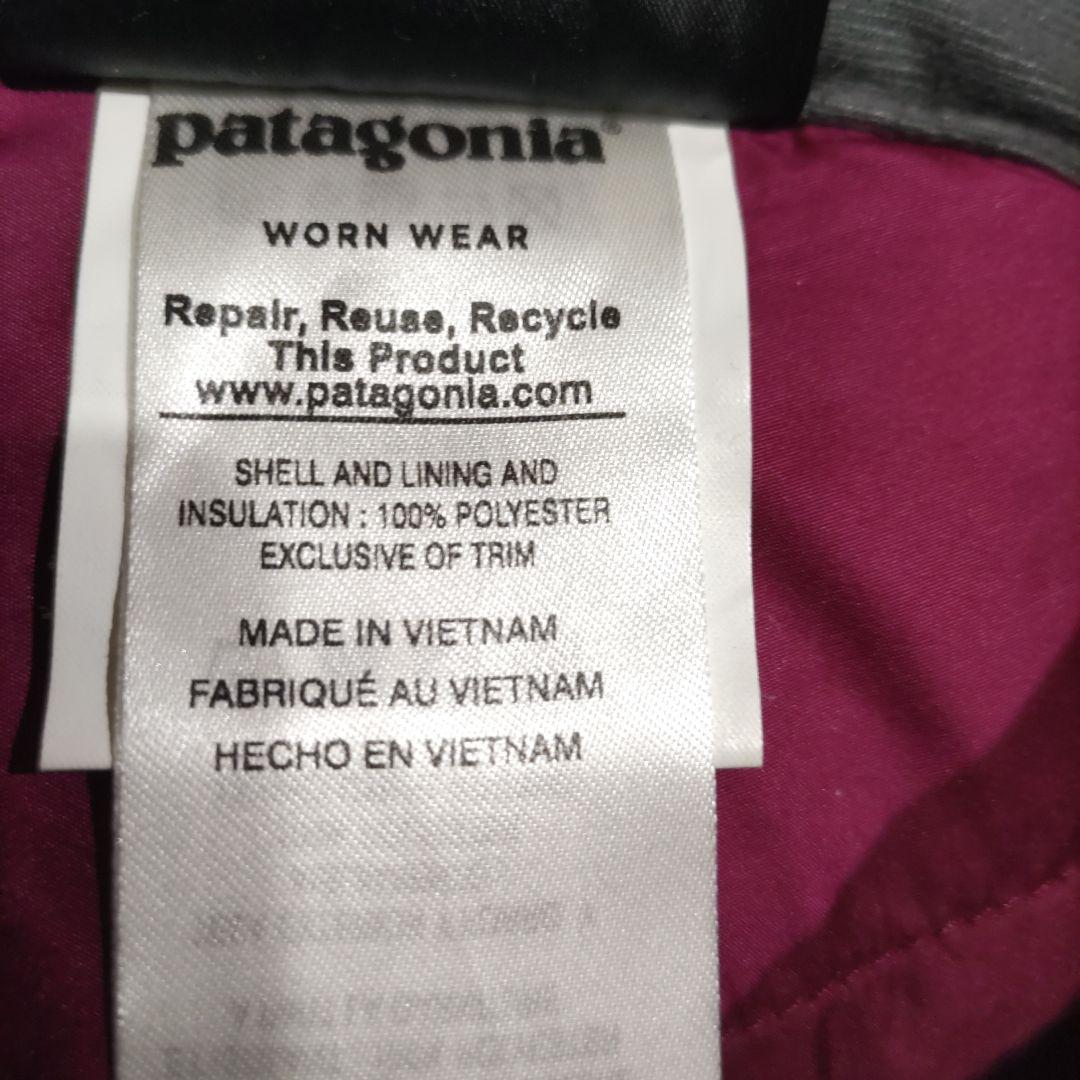 patagonia®
WORN WEAR
Repair, Reuse, Recycle
This Product
www.patagonia.com
SHELL AND LINING AND
INSULATION : 100% POLYESTER
EXCLUSIVE OF TRIM
MADE IN VIETNAM
FABRIQUÉ AU VIETNAM
HECHO EN VIETNAM